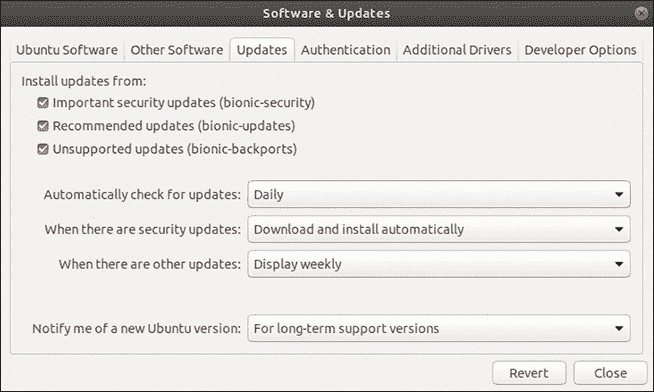 Software & Updates
Ubuntu Software Other Software Updates Authentication Additional Drivers Developer Options
Install updates from:
Important security updates (bionic-security)
Recommended updates (bionic-updates)
Unsupported updates (bionic-backports)
Automatically check for updates: Daily
When there are security updates: Download and install automatically
When there are other updates: Display weekly
Notify me of a new Ubuntu version: For long-term support versions
Revert Close